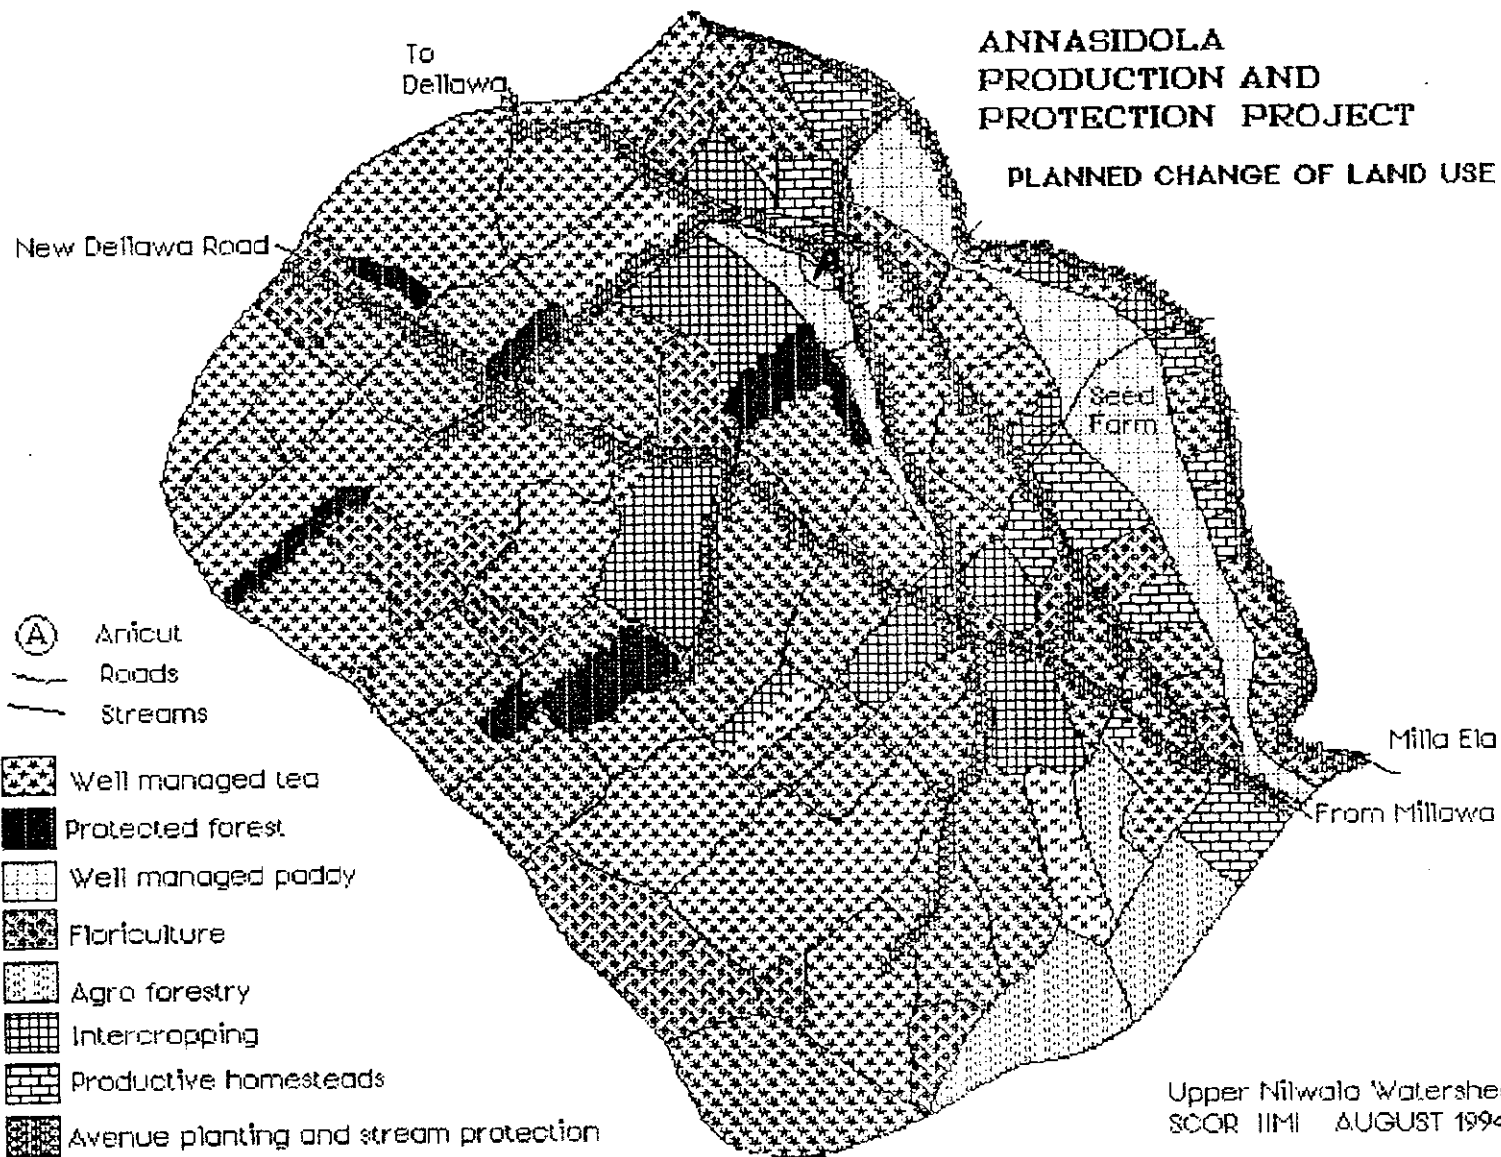 ANNASIDOLA
PRODUCTION AND
PROTECTION PROJECT
PLANNED CHANGE OF LAND USE
To
Dellawa
New Dellawa Road
A
Seed
Farm
Milla Ela
From Millawa
A Anicut
Roads
Streams
Well managed tea
Protected forest
Well managed paddy
Floriculture
Agro forestry
Intercropping
Productive homesteads
Avenue planting and stream protection
Upper Nilwala Watershe
SCOR IIMI AUGUST 1994